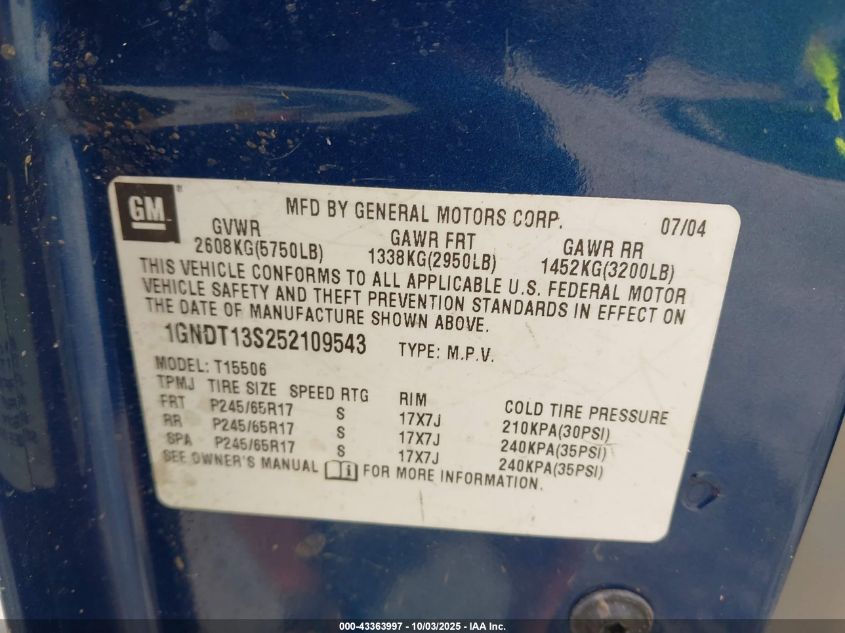 GM ®
MFD BY GENERAL MOTORS CORP. 07/04
GVWR GAWR FRT GAWR RR
2608KG(5750LB) 1338KG(2950LB) 1452KG(3200LB)
THIS VEHICLE CONFORMS TO ALL APPLICABLE U.S. FEDERAL MOTOR
VEHICLE SAFETY AND THEFT PREVENTION STANDARDS IN EFFECT ON
THE DATE OF MANUFACTURE SHOWN ABOVE.
1GNDT13S252109543 TYPE: M.P.V.
MODEL: T15506
TPMJ TIRE SIZE SPEED RTG RIM COLD TIRE PRESSURE
FRT P245/65R17 S 17X7J 210KPA(30PSI)
RR P245/65R17 S 17X7J 240KPA(35PSI)
SPA P245/65R17 S 17X7J 240KPA(35PSI)
SEE OWNER'S MANUAL FOR MORE INFORMATION.
000-43363997 - 10/03/2025 - IAA Inc.